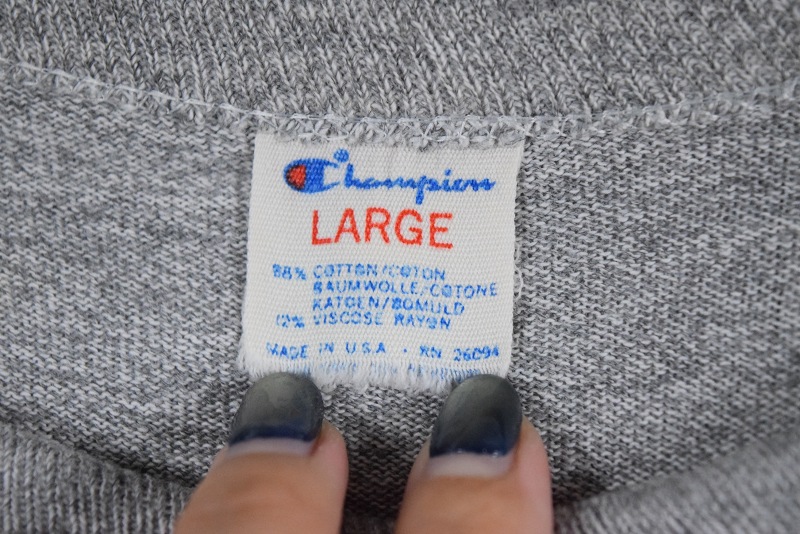 Champion
LARGE
88% COTTON/COTON
BAUMWOLLE/COTONE
KATOEN/BOMULD
12% VISCOSE RAYON
MADE IN U.S.A • RN 26094